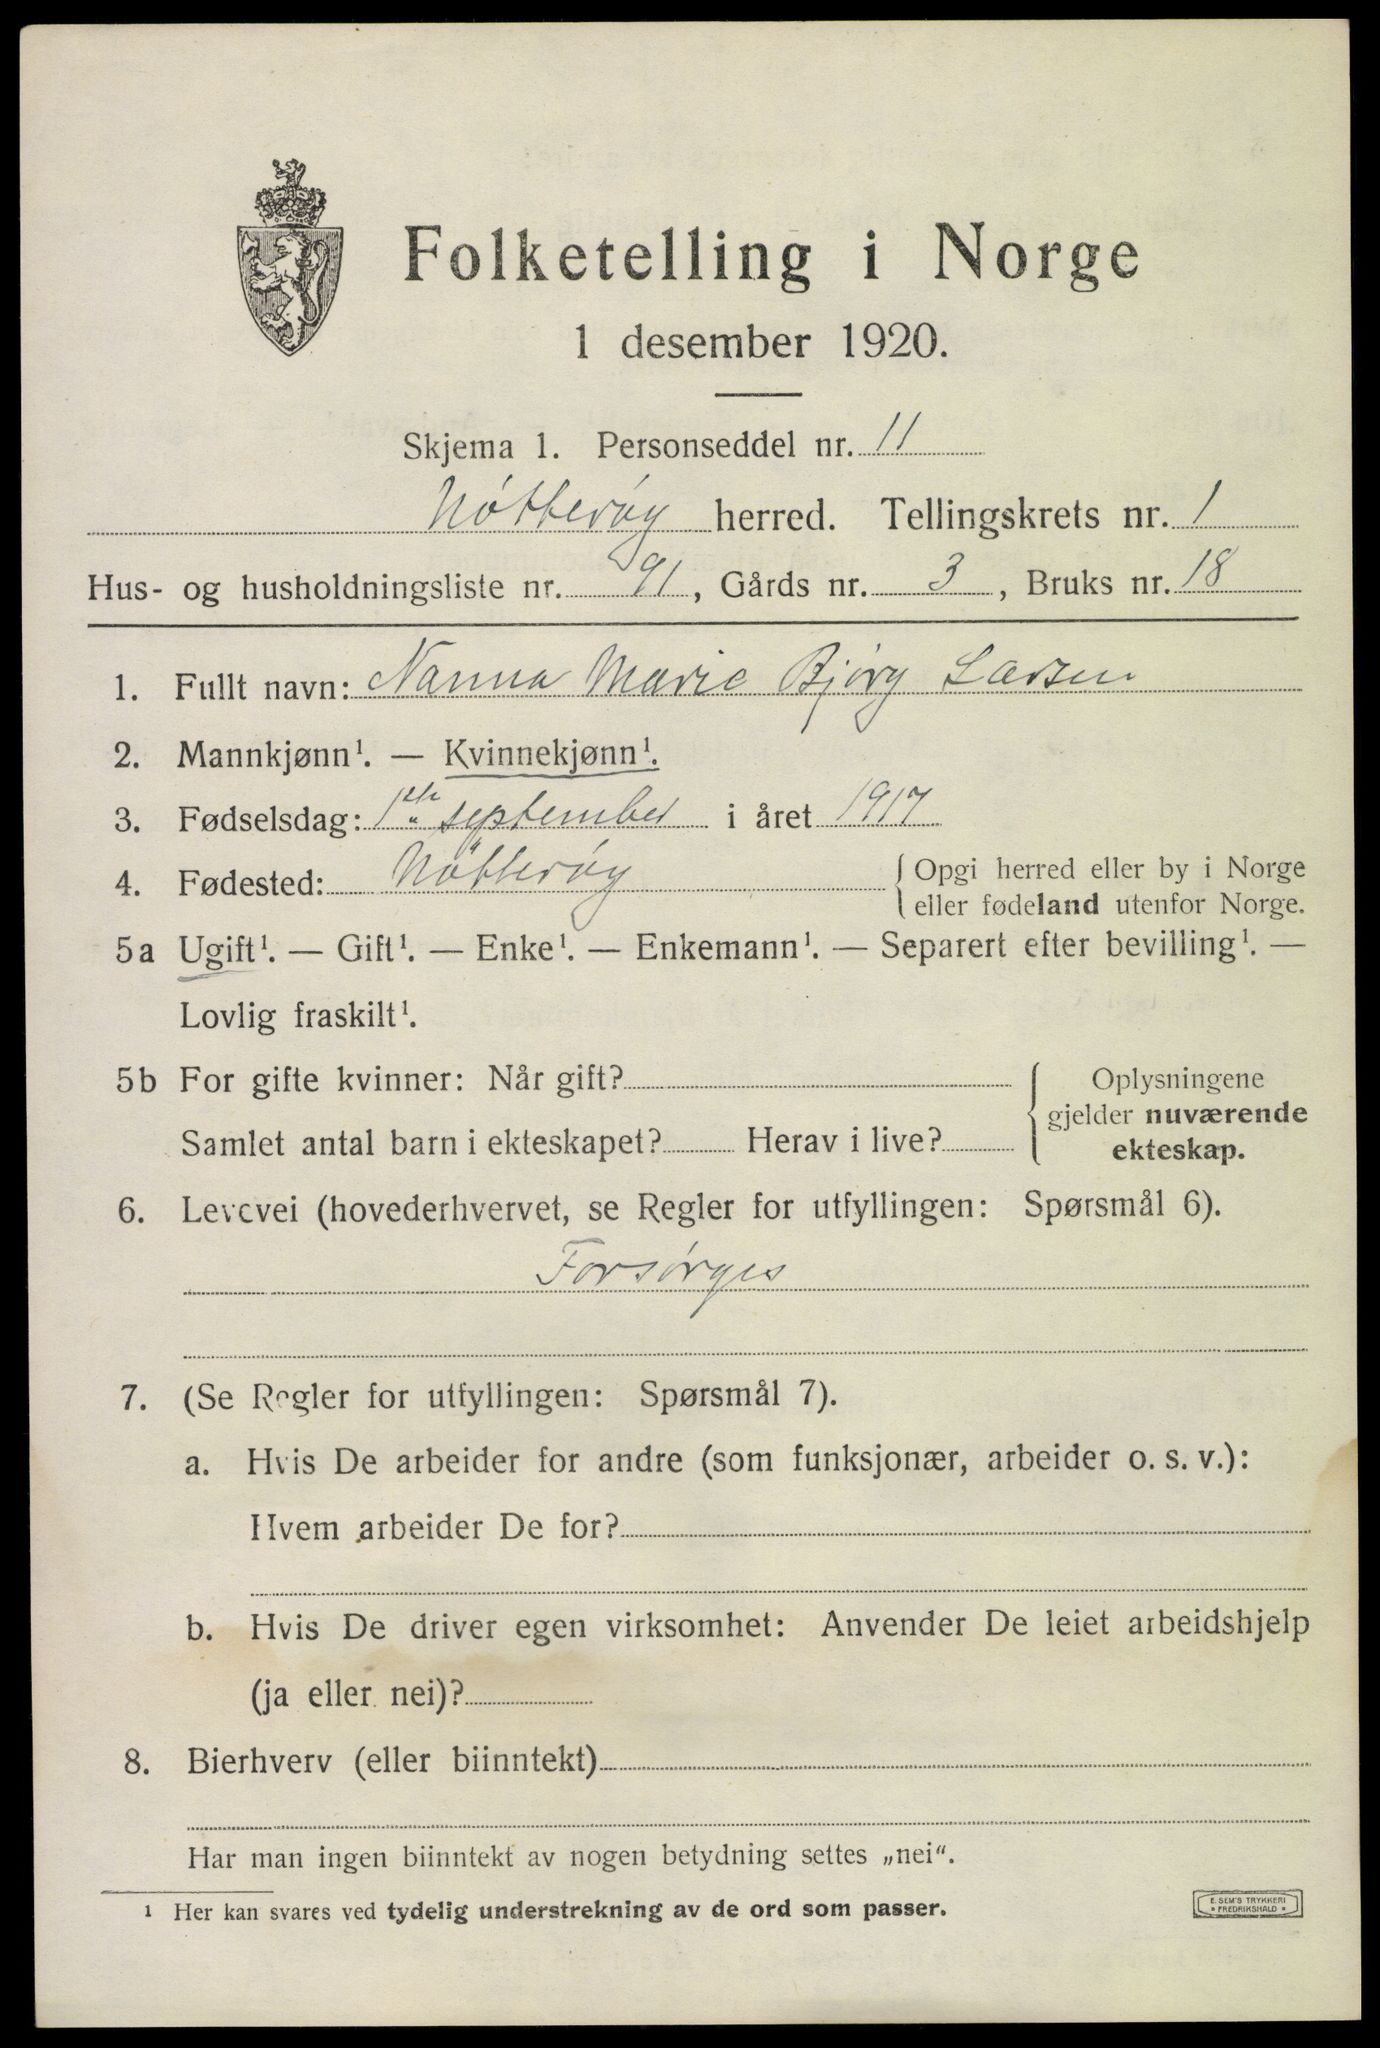 Folketelling i Norge
1 desember 1920.
Skjema 1. Personseddel nr. 11
Nøtterøy herred. Tellingskrets nr. 1
Hus- og husholdningsliste nr. 91, Gårds nr. 3, Bruks nr. 18
1. Fullt navn: Nanna Marie Bjørg Larsen
2. Mannkjønn¹. — Kvinnekjønn¹.
3. Fødselsdag: 1ste september i året 1917
4. Fødested: Nøtterøy {Opgi herred eller by i Norge
eller fødeland utenfor Norge.
5a Ugift¹. — Gift¹. — Enke¹. — Enkemann¹. — Separert efter bevilling¹. —
Lovlig fraskilt¹.
5b For gifte kvinner: Når gift? {Oplysningene
gjelder nuværende
Samlet antal barn i ekteskapet? Herav i live? ekteskap.
6. Levevei (hovederhvervet, se Regler for utfyllingen: Spørsmål 6).
Forsørges
7. (Se Regler for utfyllingen: Spørsmål 7).
a. Hvis De arbeider for andre (som funksjonær, arbeider o. s. v.):
Hvem arbeider De for?
b. Hvis De driver egen virksomhet: Anvender De leiet arbeidshjelp
(ja eller nei)?
8. Bierhverv (eller biinntekt)
Har man ingen biinntekt av nogen betydning settes „nei“.
¹ Her kan svares ved tydelig understrekning av de ord som passer.
E. SEM'S TRYKKERI
* FREDRIKSHALD *